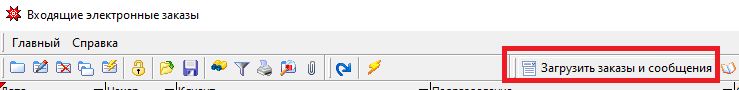 Входящие электронные заказы
Главный Справка
Загрузить заказы и сообщения